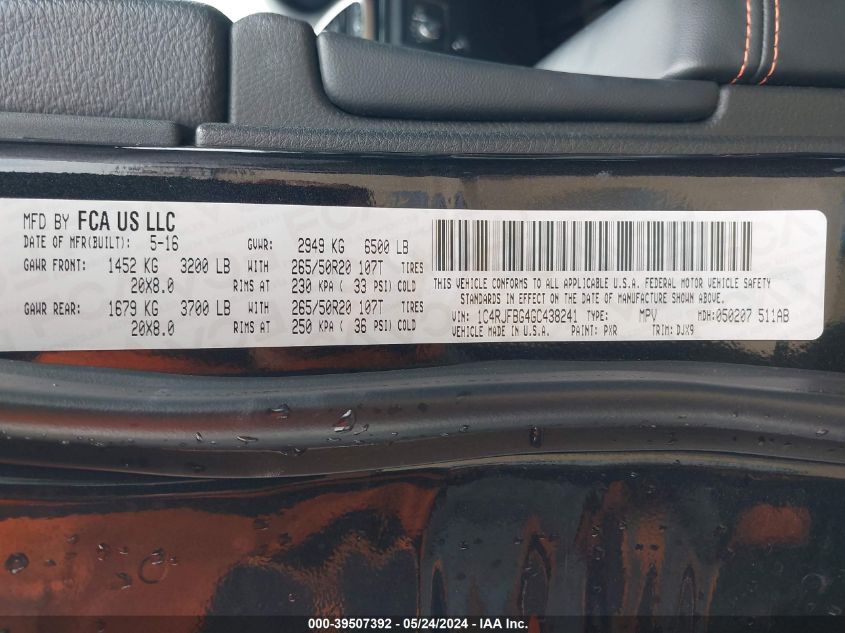 MFD BY FCA US LLC
DATE OF MFR(BUILT): 5-16 GVWR: 2949 KG 6500 LB
GAWR FRONT: 1452 KG 3200 LB WITH 265/50R20 107T TIRES
20X8.0 RIMS AT 230 KPA ( 33 PSI) COLD
GAWR REAR: 1679 KG 3700 LB WITH 265/50R20 107T TIRES
20X8.0 RIMS AT 250 KPA ( 36 PSI) COLD
THIS VEHICLE CONFORMS TO ALL APPLICABLE U.S.A. FEDERAL MOTOR VEHICLE SAFETY
STANDARDS IN EFFECT ON THE DATE OF MANUFACTURE SHOWN ABOVE.
VIN: 1C4RJFBG4GC438241 TYPE: MPV MDH:050207 511AB
VEHICLE MADE IN U.S.A. PAINT: PXR TRIM: DJX9
000-39507392 - 05/24/2024 - IAA Inc.